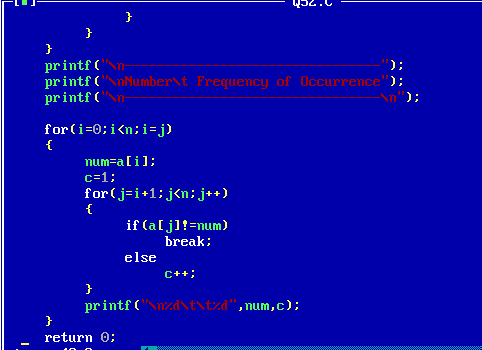 Q52.C
}
}
}
printf("\n--------------------------------------");
printf("\nNumber\t Frequency of Occurrence");
printf("\n--------------------------------------\n");
for(i=0;i<n;i=j)
{
num=a[i];
c=1;
for(j=i+1;j<n;j++)
{
if(a[j]!=num)
break;
else
c++;
}
printf("\n%d\t\t%d",num,c);
}
return 0;